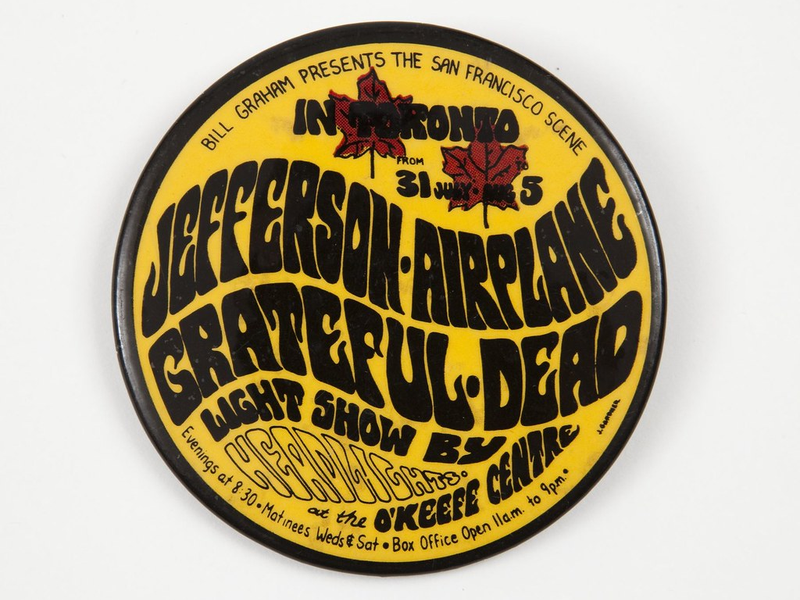 BILL GRAHAM PRESENTS THE SAN FRANCISCO SCENE
IN TORONTO
FROM 31 JULY • AUG TO 5
JEFFERSON • AIRPLANE
GRATEFUL • DEAD
LIGHT SHOW BY
HEADLIGHTS.
at the O'KEEFE CENTRE
Evenings at 8:30 • Matinees Weds & Sat • Box Office Open 11am. to 9pm. •
J. GARDNER